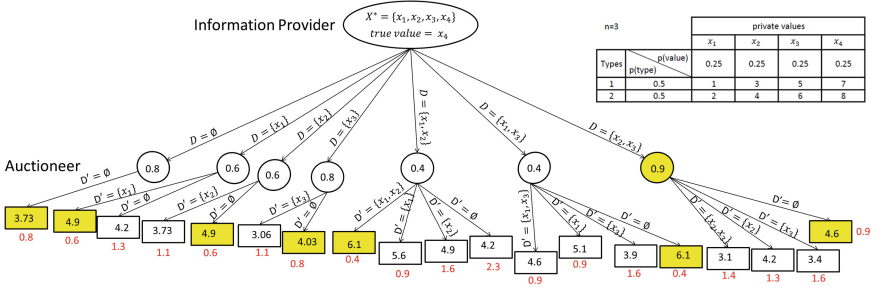 Information Provider
X* = {x₁, x₂, x₃, x₄}
true value = x₄
n=3
private values
x₁ x₂ x₃ x₄
Types p(value) p(type) 0.25 0.25 0.25 0.25
1 0.5 1 3 5 7
2 0.5 2 4 6 8
D = ∅
D = {x₁}
D = {x₂}
D = {x₃}
D = {x₁, x₂}
D = {x₁, x₃}
D = {x₂, x₃}
Auctioneer
0.8 0.6 0.6 0.8 0.4 0.4 0.9
D' = ∅
D' = {x₁}
D' = ∅
D' = {x₂}
D' = ∅
D' = {x₃}
D' = ∅
D' = {x₁, x₂}
D' = {x₁}
D' = {x₂}
D' = ∅
D' = {x₁, x₃}
D' = {x₁}
D' = {x₃}
D' = ∅
D' = {x₂, x₃}
D' = {x₂}
D' = {x₃}
D' = ∅
3.73 4.9 4.2 3.73 4.9 3.06 4.03 6.1 5.6 4.9 4.2 4.6 5.1 3.9 6.1 3.1 4.2 3.4 4.6
0.8 0.6 1.3 1.1 0.6 1.1 0.8 0.4 0.9 1.6 2.3 0.9 0.9 1.6 0.4 1.4 1.3 1.6 0.9